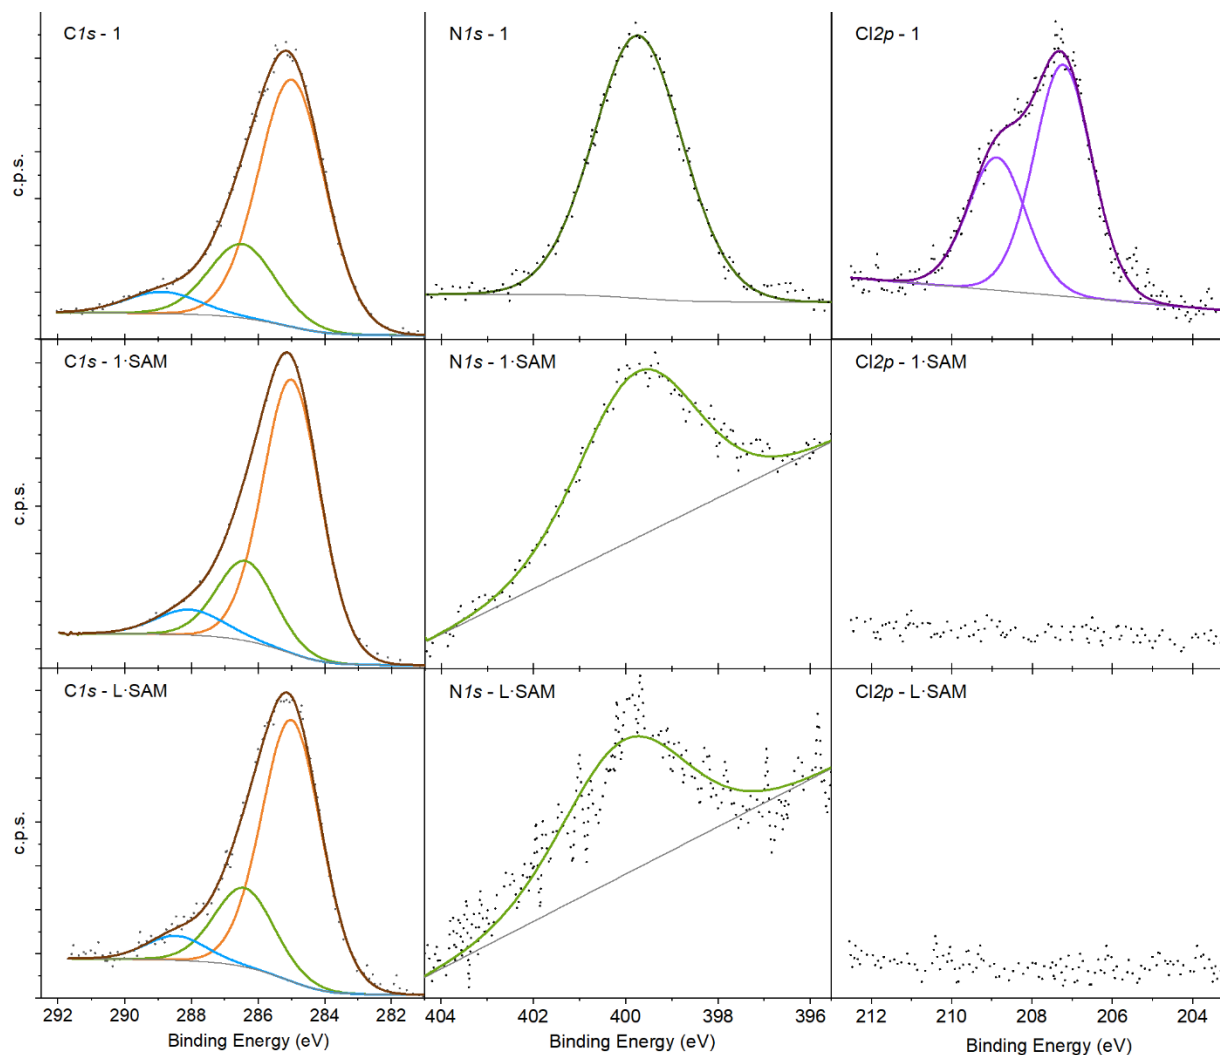 C1s - 1
N1s - 1
Cl2p - 1
c.p.s.
C1s - 1·SAM
N1s - 1·SAM
Cl2p - 1·SAM
c.p.s.
C1s - L·SAM
N1s - L·SAM
Cl2p - L·SAM
c.p.s.
292 290 288 286 284 282
404 402 400 398 396
212 210 208 206 204
Binding Energy (eV)
Binding Energy (eV)
Binding Energy (eV)